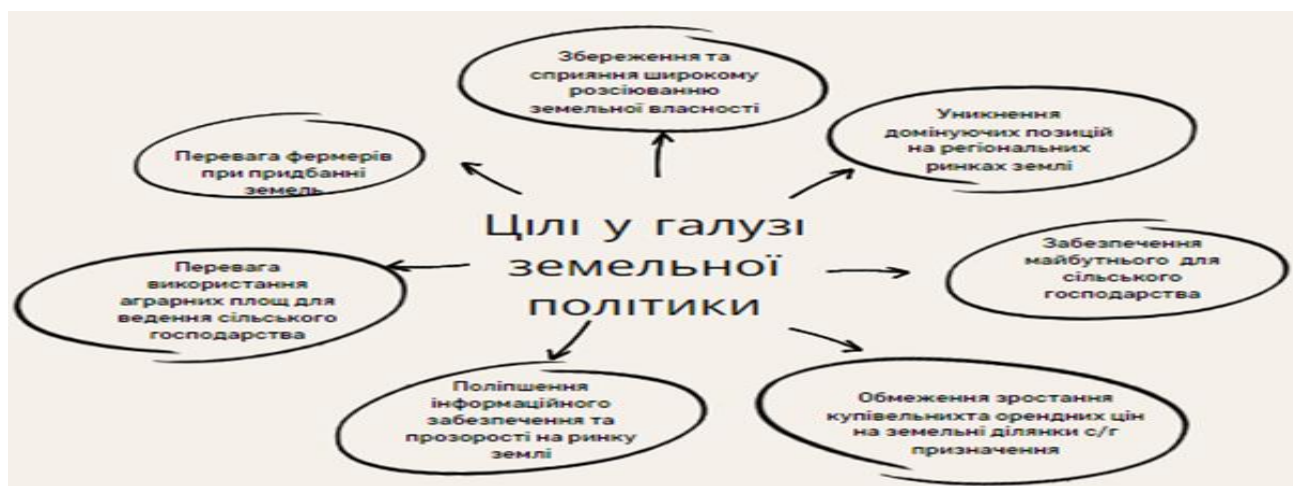 Збереження та
сприяння широкому
розсіюванню
земельної власності
Уникнення
домінуючих позицій
на регіональних
ринках землі
Перевага фермерів
при придбанні
земель
Цілі у галузі
земельної
політики
Забезпечення
майбутнього для
сільського
господарства
Перевага
використання
аграрних площ для
ведення сільського
господарства
Поліпшення
інформаційного
забезпечення та
прозорості на ринку
землі
Обмеження зростання
купівельнихта орендних цін
на земельні ділянки с/г
призначення